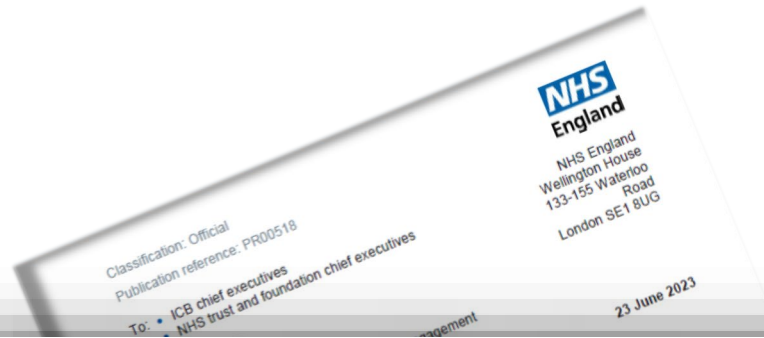 NHS
England
NHS England
Wellington House
133-155 Waterloo
Road
London SE1 8UG
Classification: Official
Publication reference: PR00518
To: • ICB chief executives
• NHS trust and foundation chief executives
23 June 2023